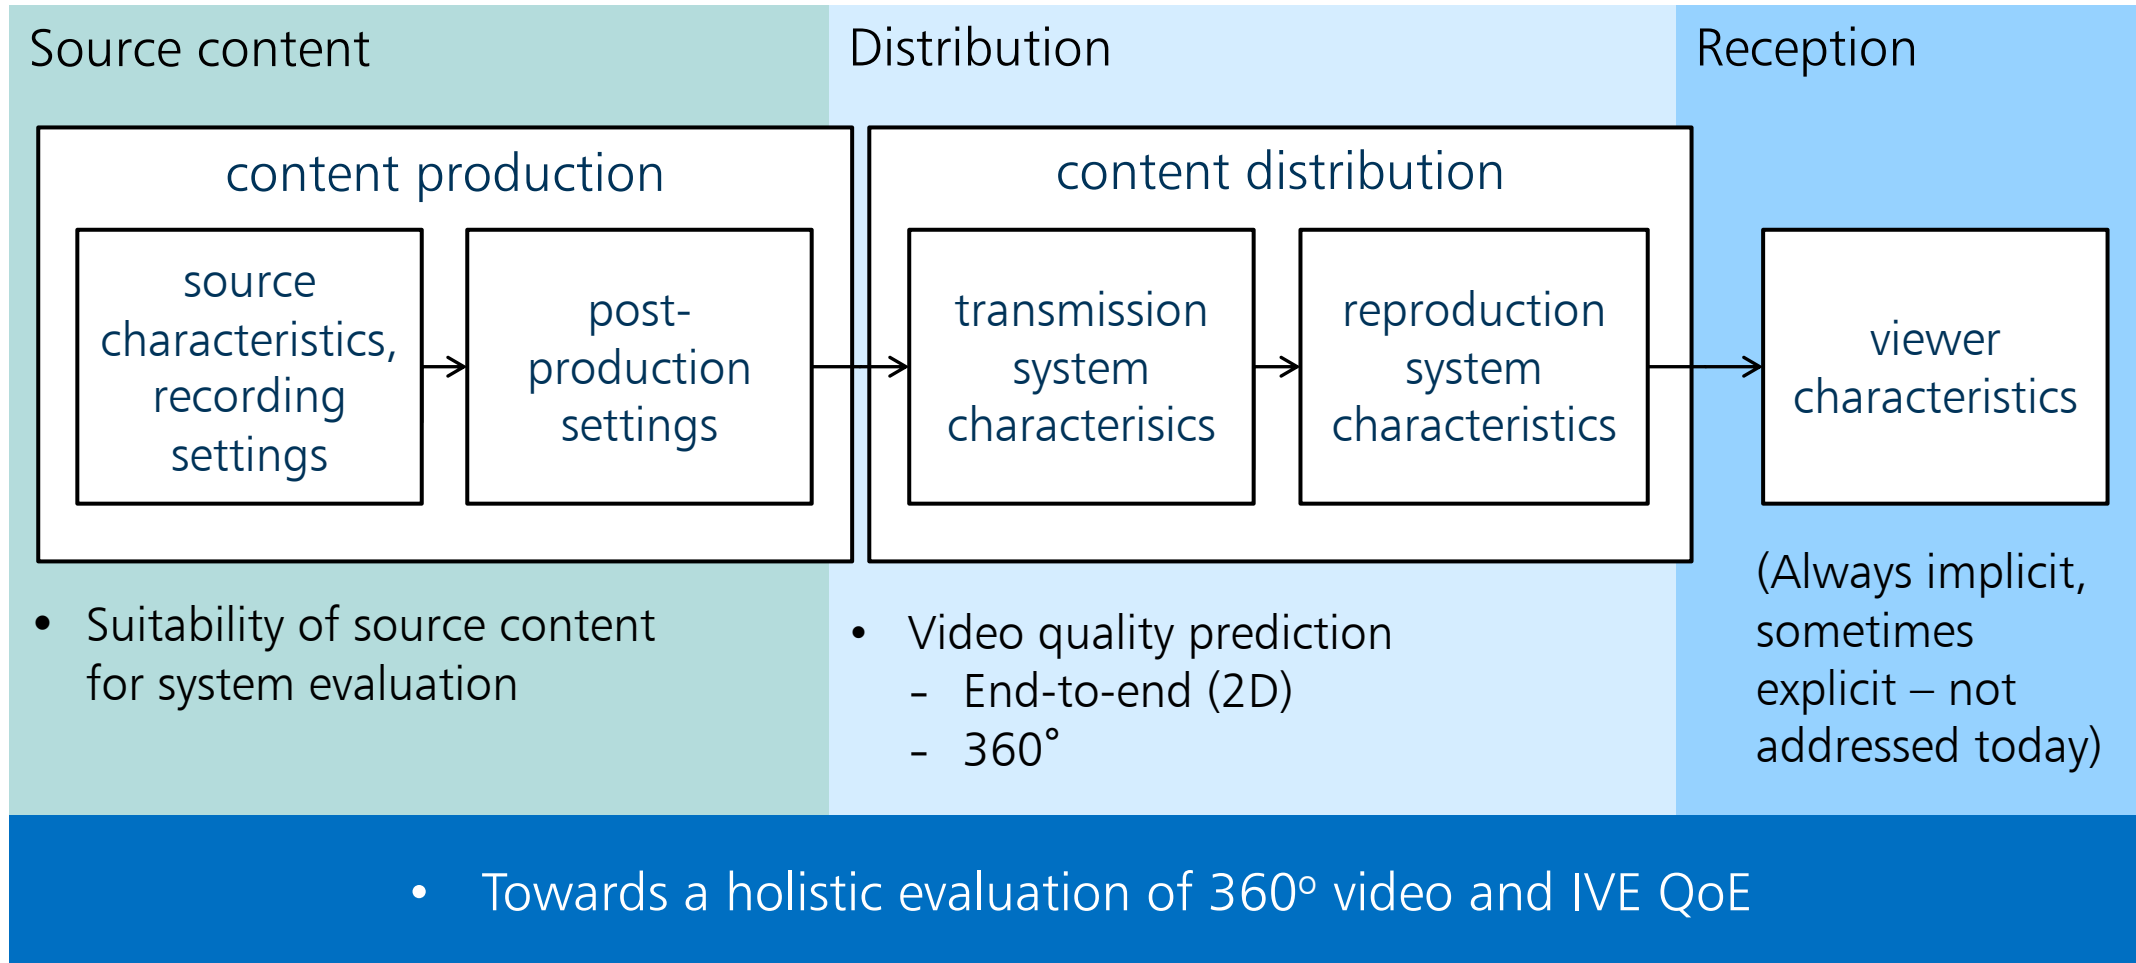 Source content
Distribution
Reception
content production
content distribution
source
characteristics,
recording
settings
post-
production
settings
transmission
system
characterisics
reproduction
system
characteristics
viewer
characteristics
• Suitability of source content
for system evaluation
• Video quality prediction
- End-to-end (2D)
- 360°
(Always implicit,
sometimes
explicit – not
addressed today)
• Towards a holistic evaluation of 360º video and IVE QoE